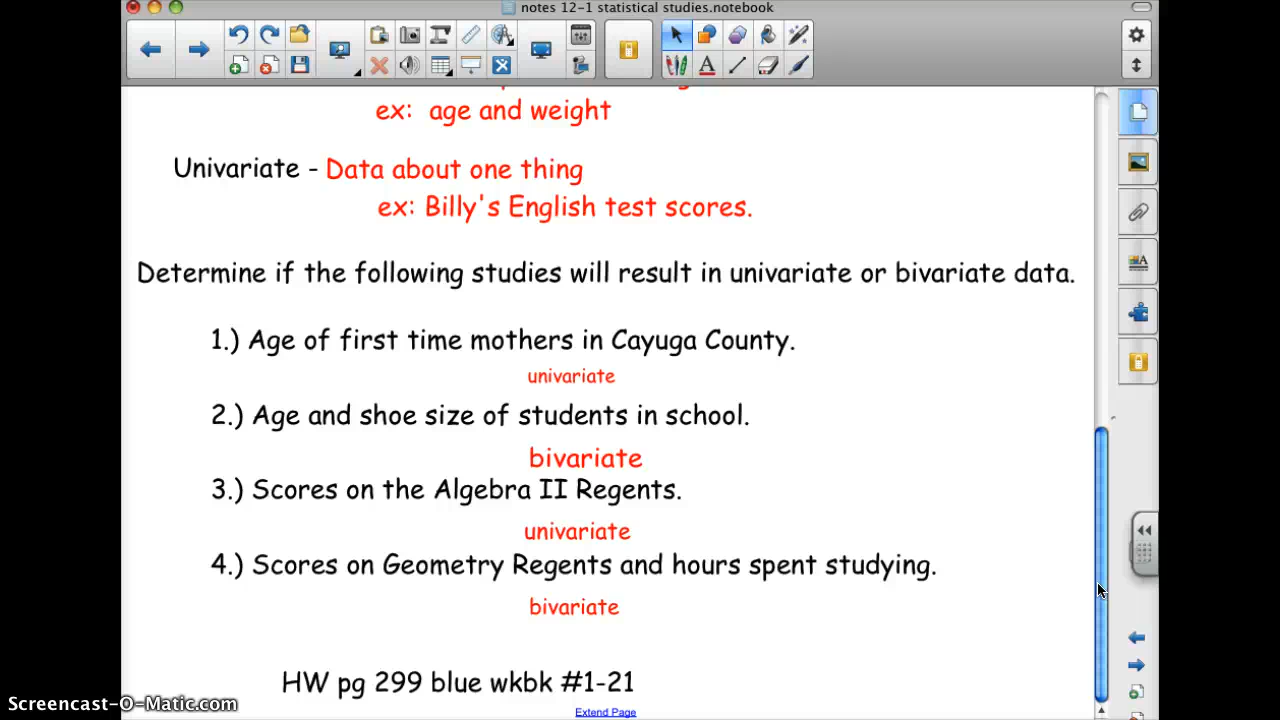 notes 12-1 statistical studies.notebook
ex: age and weight
Univariate - Data about one thing
ex: Billy's English test scores.
Determine if the following studies will result in univariate or bivariate data.
1.) Age of first time mothers in Cayuga County.
univariate
2.) Age and shoe size of students in school.
bivariate
3.) Scores on the Algebra II Regents.
univariate
4.) Scores on Geometry Regents and hours spent studying.
bivariate
HW pg 299 blue wkbk #1-21
Extend Page
Screencast-O-Matic.com